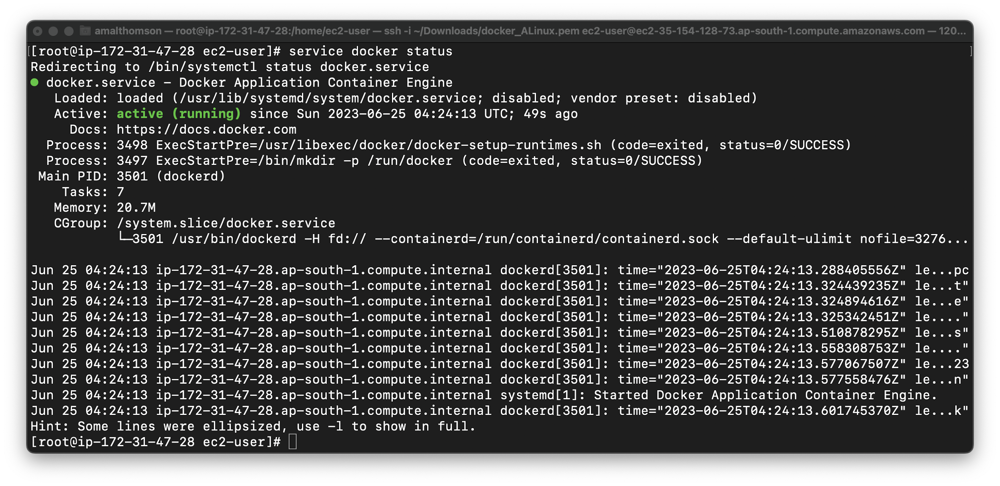 amalthomson — root@ip-172-31-47-28:/home/ec2-user — ssh -i ~/Downloads/docker_ALinux.pem ec2-user@ec2-35-154-128-73.ap-south-1.compute.amazonaws.com — 120...
[[root@ip-172-31-47-28 ec2-user]# service docker status ]
Redirecting to /bin/systemctl status docker.service
● docker.service - Docker Application Container Engine
   Loaded: loaded (/usr/lib/systemd/system/docker.service; disabled; vendor preset: disabled)
   Active: active (running) since Sun 2023-06-25 04:24:13 UTC; 49s ago
     Docs: https://docs.docker.com
  Process: 3498 ExecStartPre=/usr/libexec/docker/docker-setup-runtimes.sh (code=exited, status=0/SUCCESS)
  Process: 3497 ExecStartPre=/bin/mkdir -p /run/docker (code=exited, status=0/SUCCESS)
 Main PID: 3501 (dockerd)
    Tasks: 7
   Memory: 20.7M
   CGroup: /system.slice/docker.service
           └─3501 /usr/bin/dockerd -H fd:// --containerd=/run/containerd/containerd.sock --default-ulimit nofile=3276...
Jun 25 04:24:13 ip-172-31-47-28.ap-south-1.compute.internal dockerd[3501]: time="2023-06-25T04:24:13.288405556Z" le...pc
Jun 25 04:24:13 ip-172-31-47-28.ap-south-1.compute.internal dockerd[3501]: time="2023-06-25T04:24:13.324439235Z" le...t"
Jun 25 04:24:13 ip-172-31-47-28.ap-south-1.compute.internal dockerd[3501]: time="2023-06-25T04:24:13.324894616Z" le...e"
Jun 25 04:24:13 ip-172-31-47-28.ap-south-1.compute.internal dockerd[3501]: time="2023-06-25T04:24:13.325342451Z" le...."
Jun 25 04:24:13 ip-172-31-47-28.ap-south-1.compute.internal dockerd[3501]: time="2023-06-25T04:24:13.510878295Z" le...s"
Jun 25 04:24:13 ip-172-31-47-28.ap-south-1.compute.internal dockerd[3501]: time="2023-06-25T04:24:13.558308753Z" le...."
Jun 25 04:24:13 ip-172-31-47-28.ap-south-1.compute.internal dockerd[3501]: time="2023-06-25T04:24:13.577067507Z" le...23
Jun 25 04:24:13 ip-172-31-47-28.ap-south-1.compute.internal dockerd[3501]: time="2023-06-25T04:24:13.577558476Z" le...n"
Jun 25 04:24:13 ip-172-31-47-28.ap-south-1.compute.internal systemd[1]: Started Docker Application Container Engine.
Jun 25 04:24:13 ip-172-31-47-28.ap-south-1.compute.internal dockerd[3501]: time="2023-06-25T04:24:13.601745370Z" le...k"
Hint: Some lines were ellipsized, use -l to show in full.
[root@ip-172-31-47-28 ec2-user]#